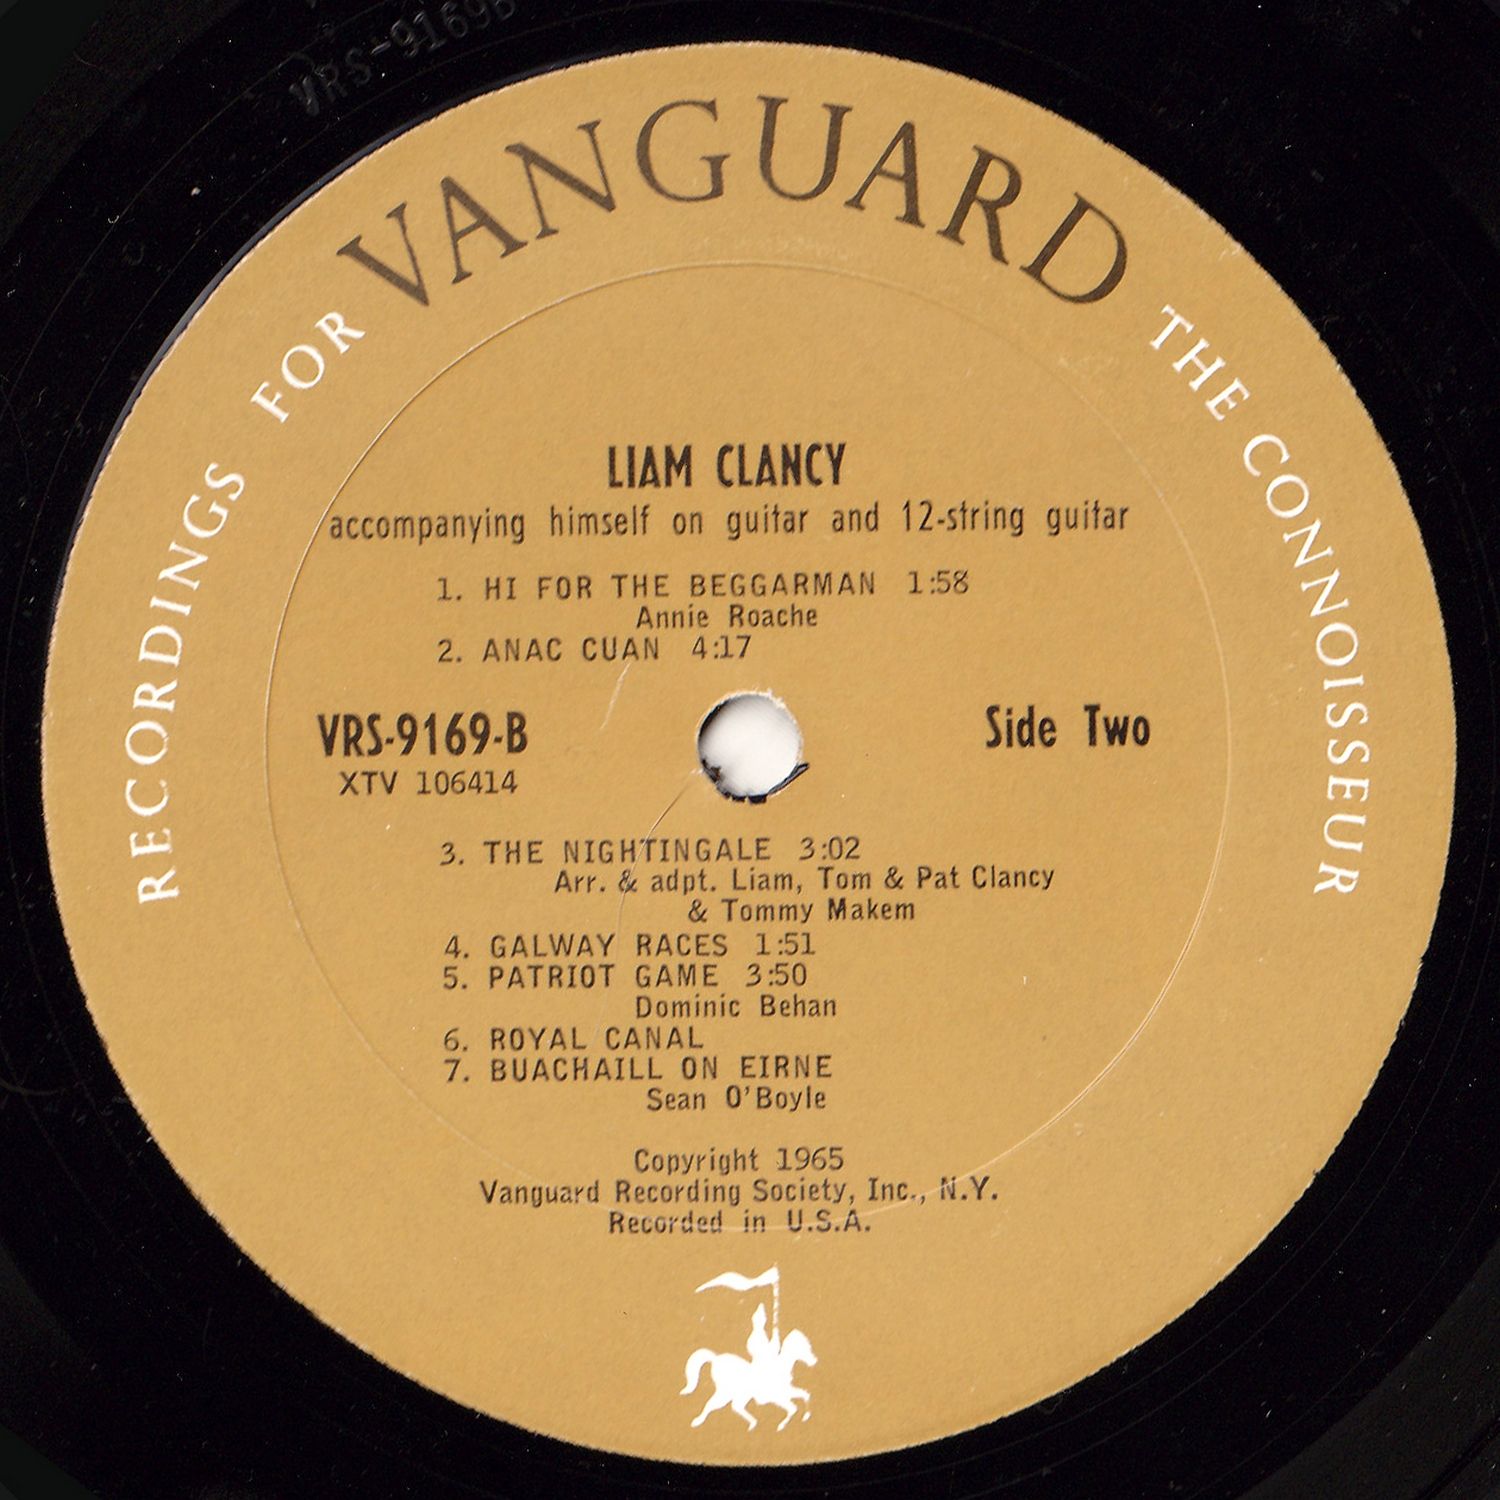 VRS-9169B
VANGUARD
RECORDINGS FOR THE CONNOISSEUR
LIAM CLANCY
accompanying himself on guitar and 12-string guitar
1. HI FOR THE BEGGARMAN 1:58
Annie Roache
2. ANAC CUAN 4:17
VRS-9169-B
XTV 106414
Side Two
3. THE NIGHTINGALE 3:02
Arr. & adpt. Liam, Tom & Pat Clancy
& Tommy Makem
4. GALWAY RACES 1:51
5. PATRIOT GAME 3:50
Dominic Behan
6. ROYAL CANAL
7. BUACHAILL ON EIRNE
Sean O'Boyle
Copyright 1965
Vanguard Recording Society, Inc., N.Y.
Recorded in U.S.A.